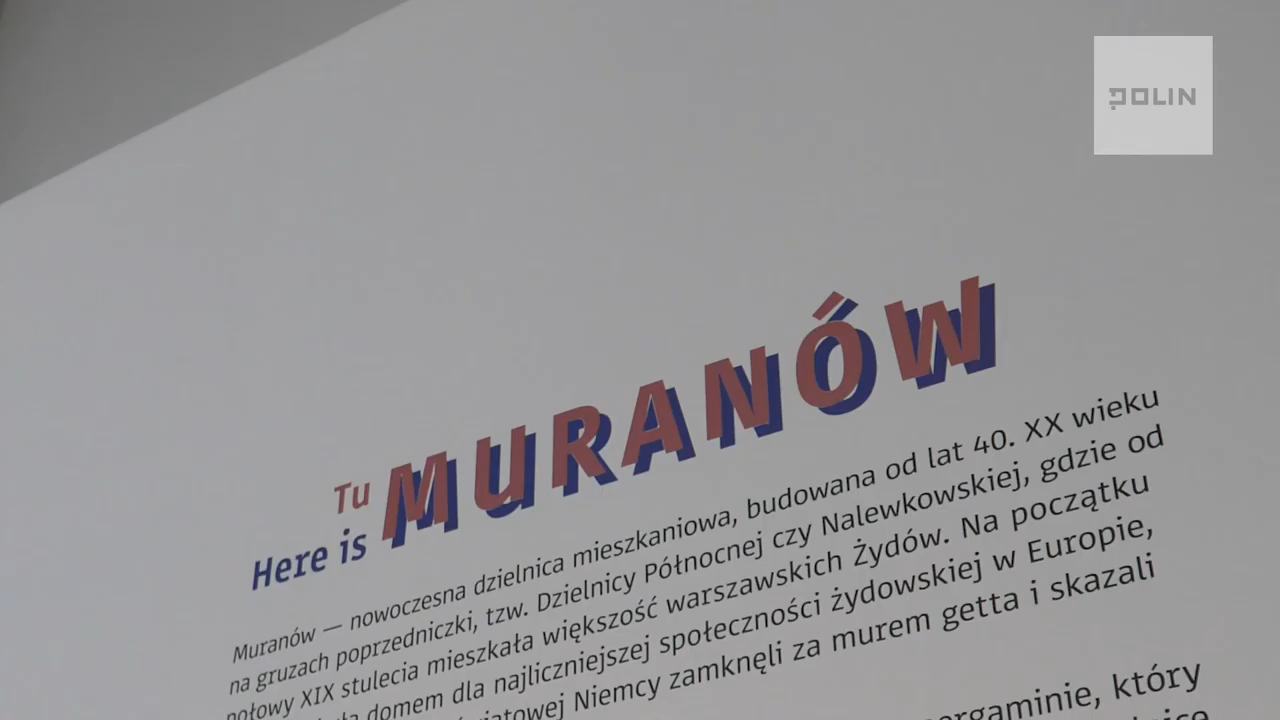 POLIN
Tu
Here is
MURANÓW
Muranów — nowoczesna dzielnica mieszkaniowa, budowana od lat 40. XX wieku
na gruzach poprzedniczki, tzw. Dzielnicy Północnej czy Nalewkowskiej, gdzie od
połowy XIX stulecia mieszkała większość warszawskich Żydów. Na początku
domem dla najliczniejszej społeczności żydowskiej w Europie,
Niemcy zamknęli za murem getta i skazali
który